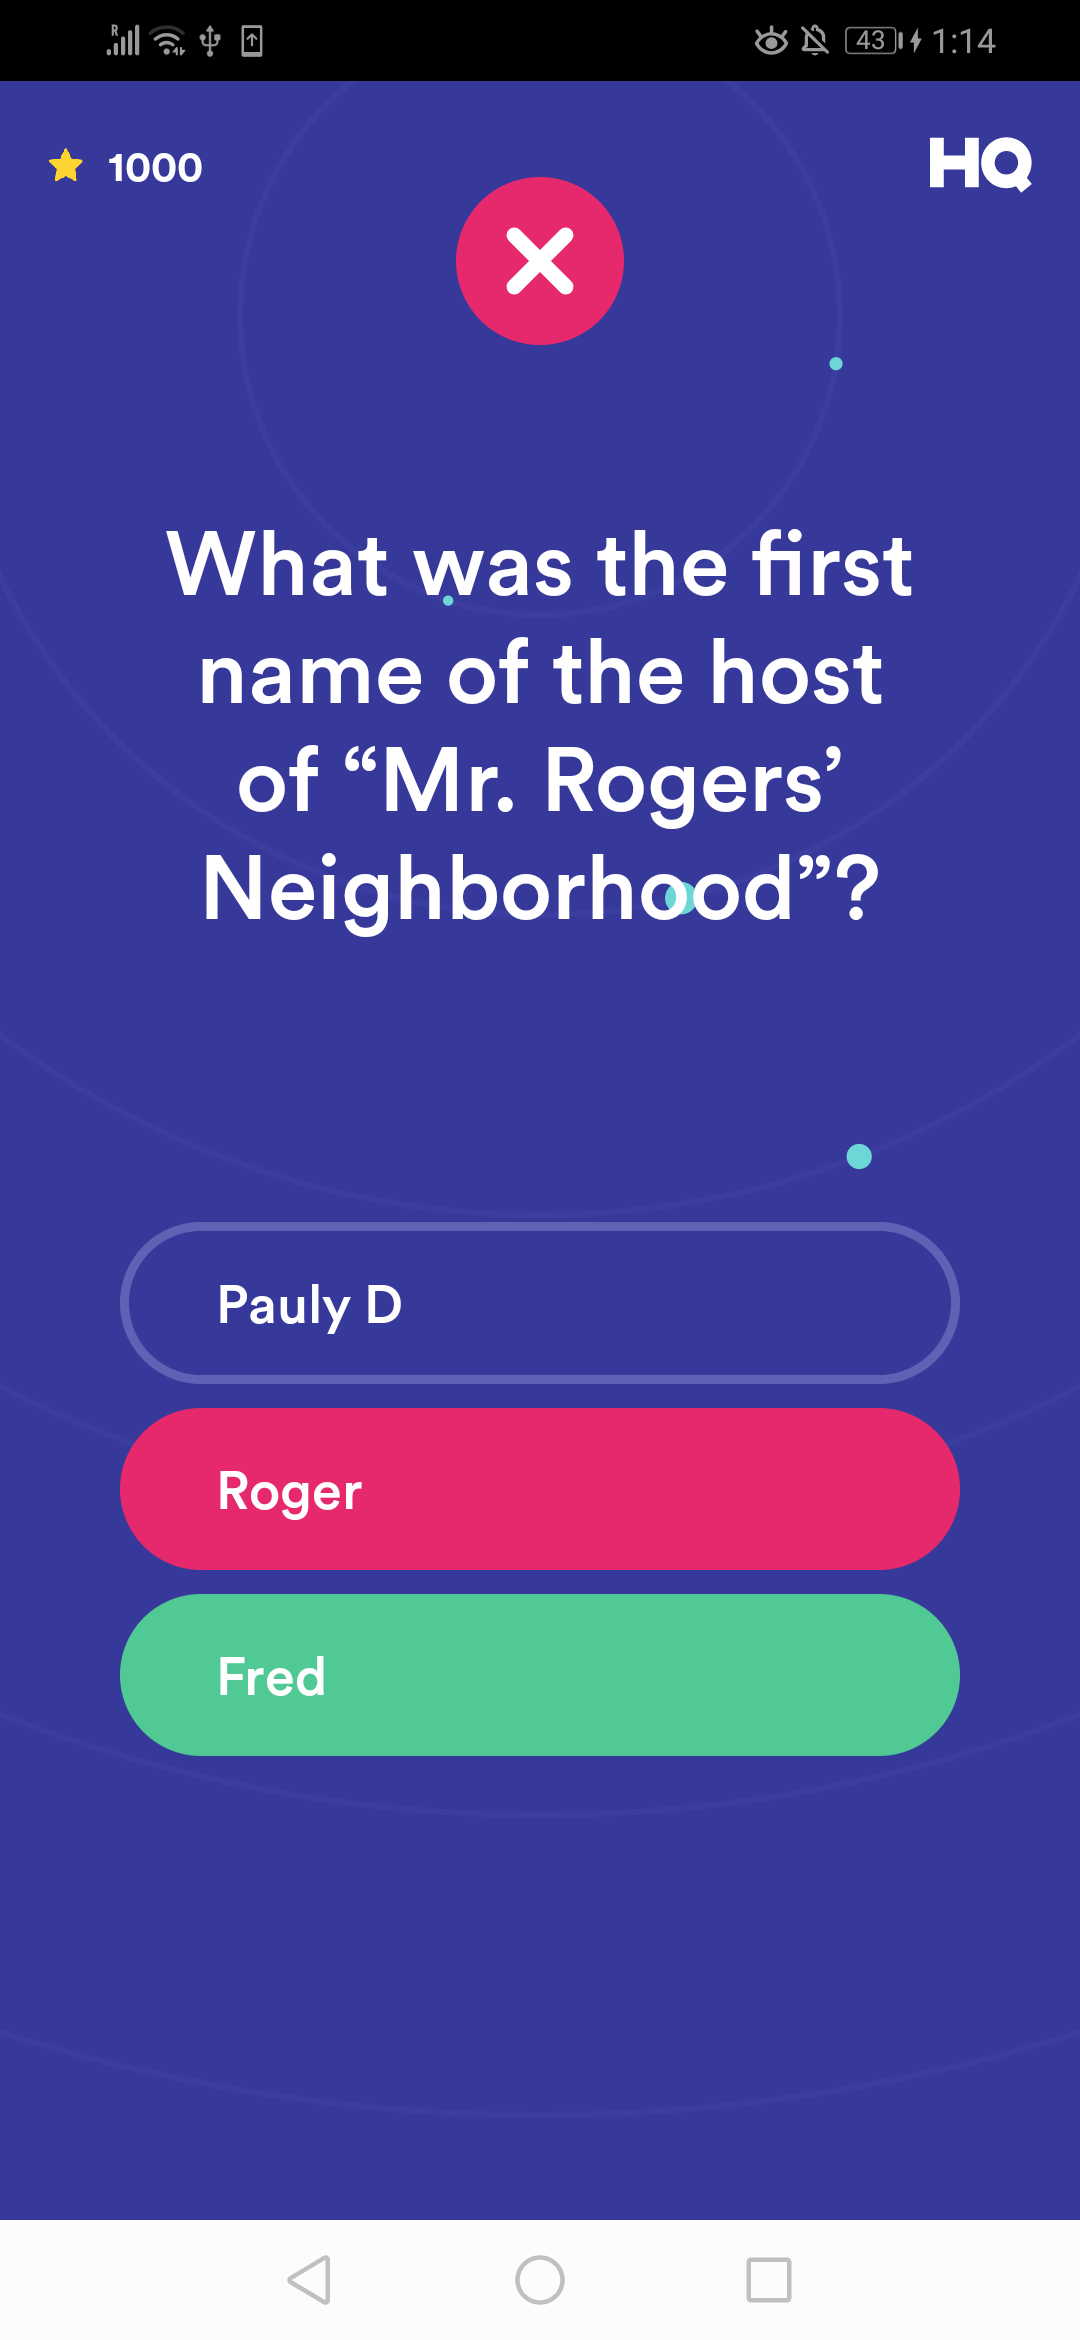 R 43 1:14
1000 HQ
What was the first
name of the host
of “Mr. Rogers’
Neighborhood”?
Pauly D
Roger
Fred